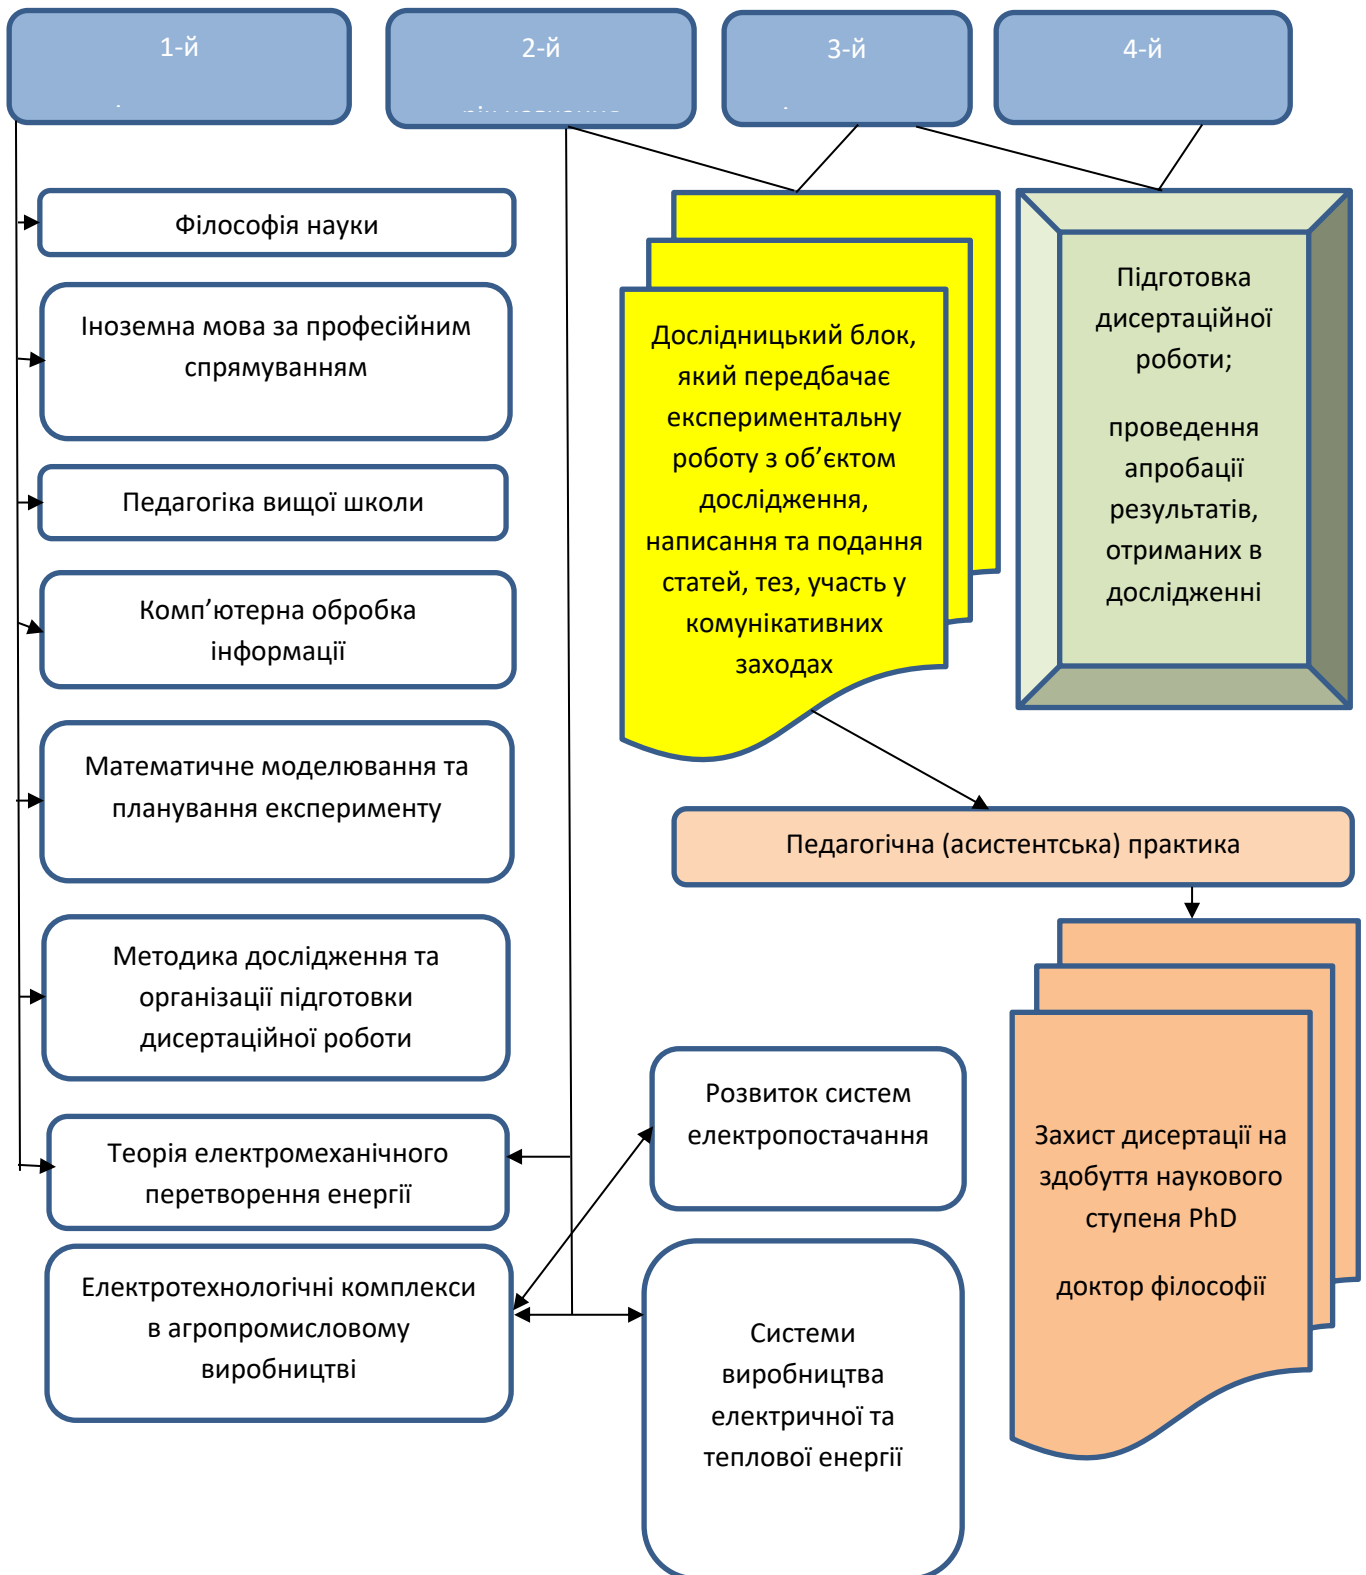 1-й
2-й
3-й
4-й
Філософія науки
Іноземна мова за професійним
спрямуванням
Педагогіка вищої школи
Комп’ютерна обробка
інформації
Математичне моделювання та
планування експерименту
Методика дослідження та
організації підготовки
дисертаційної роботи
Теорія електромеханічного
перетворення енергії
Електротехнологічні комплекси
в агропромисловому
виробництві
Дослідницький блок,
який передбачає
експериментальну
роботу з об’єктом
дослідження,
написання та подання
статей, тез, участь у
комунікативних
заходах
Підготовка
дисертаційної
роботи;
проведення
апробації
результатів,
отриманих в
дослідженні
Педагогічна (асистентська) практика
Розвиток систем
електропостачання
Системи
виробництва
електричної та
теплової енергії
Захист дисертації на
здобуття наукового
ступеня PhD
доктор філософії